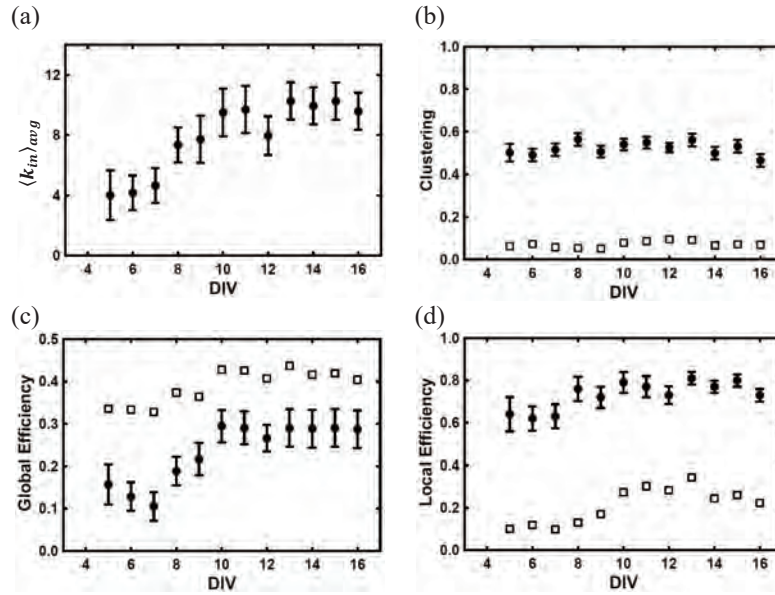 (a)
12
8
4
0
⟨k_in⟩_avg
4 6 8 10 12 14 16
DIV
(b)
1.0
0.8
0.6
0.4
0.2
0.0
Clustering
4 6 8 10 12 14 16
DIV
(c)
0.5
0.4
0.3
0.2
0.1
0.0
Global Efficiency
4 6 8 10 12 14 16
DIV
(d)
1.0
0.8
0.6
0.4
0.2
0.0
Local Efficiency
4 6 8 10 12 14 16
DIV